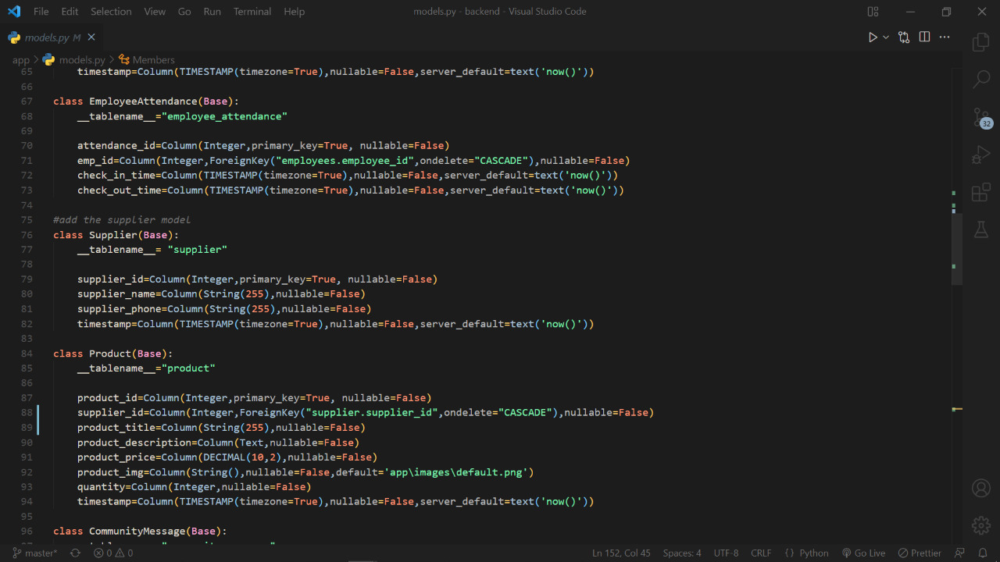 File Edit Selection View Go Run Terminal Help models.py - backend - Visual Studio Code
models.py M
app > models.py > Members
65 timestamp=Column(TIMESTAMP(timezone=True),nullable=False,server_default=text('now()'))
66
67 class EmployeeAttendance(Base):
68 __tablename__="employee_attendance"
69
70 attendance_id=Column(Integer,primary_key=True, nullable=False)
71 emp_id=Column(Integer,ForeignKey("employees.employee_id",ondelete="CASCADE"),nullable=False)
72 check_in_time=Column(TIMESTAMP(timezone=True),nullable=False,server_default=text('now()'))
73 check_out_time=Column(TIMESTAMP(timezone=True),nullable=False,server_default=text('now()'))
74
75 #add the supplier model
76 class Supplier(Base):
77 __tablename__= "supplier"
78
79 supplier_id=Column(Integer,primary_key=True, nullable=False)
80 supplier_name=Column(String(255),nullable=False)
81 supplier_phone=Column(String(255),nullable=False)
82 timestamp=Column(TIMESTAMP(timezone=True),nullable=False,server_default=text('now()'))
83
84 class Product(Base):
85 __tablename__="product"
86
87 product_id=Column(Integer,primary_key=True, nullable=False)
88 supplier_id=Column(Integer,ForeignKey("supplier.supplier_id",ondelete="CASCADE"),nullable=False)
89 product_title=Column(String(255),nullable=False)
90 product_description=Column(Text,nullable=False)
91 product_price=Column(DECIMAL(10,2),nullable=False)
92 product_img=Column(String(),nullable=False,default='app\images\default.png')
93 quantity=Column(Integer,nullable=False)
94 timestamp=Column(TIMESTAMP(timezone=True),nullable=False,server_default=text('now()'))
95
96 class CommunityMessage(Base):
32
master* 0 0 Ln 152, Col 45 Spaces: 4 UTF-8 CRLF { } Python Go Live Prettier